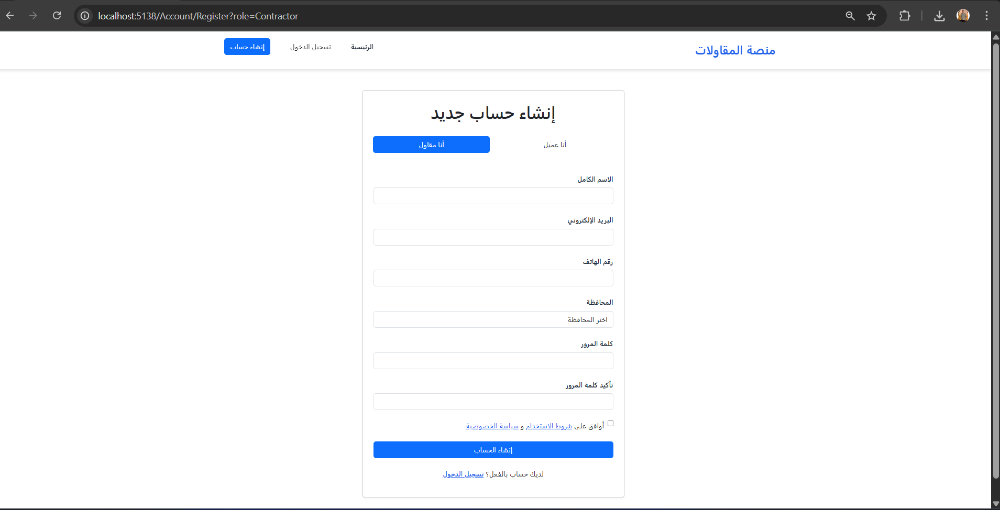 localhost:5138/Account/Register?role=Contractor
منصة المقاولات
الرئيسية
تسجيل الدخول
إنشاء حساب
إنشاء حساب جديد
أنا عميل
أنا مقاول
الاسم الكامل
البريد الإلكتروني
رقم الهاتف
المحافظة
اختر المحافظة
كلمة المرور
تأكيد كلمة المرور
أوافق على شروط الاستخدام و سياسة الخصوصية
إنشاء الحساب
لديك حساب بالفعل؟ تسجيل الدخول